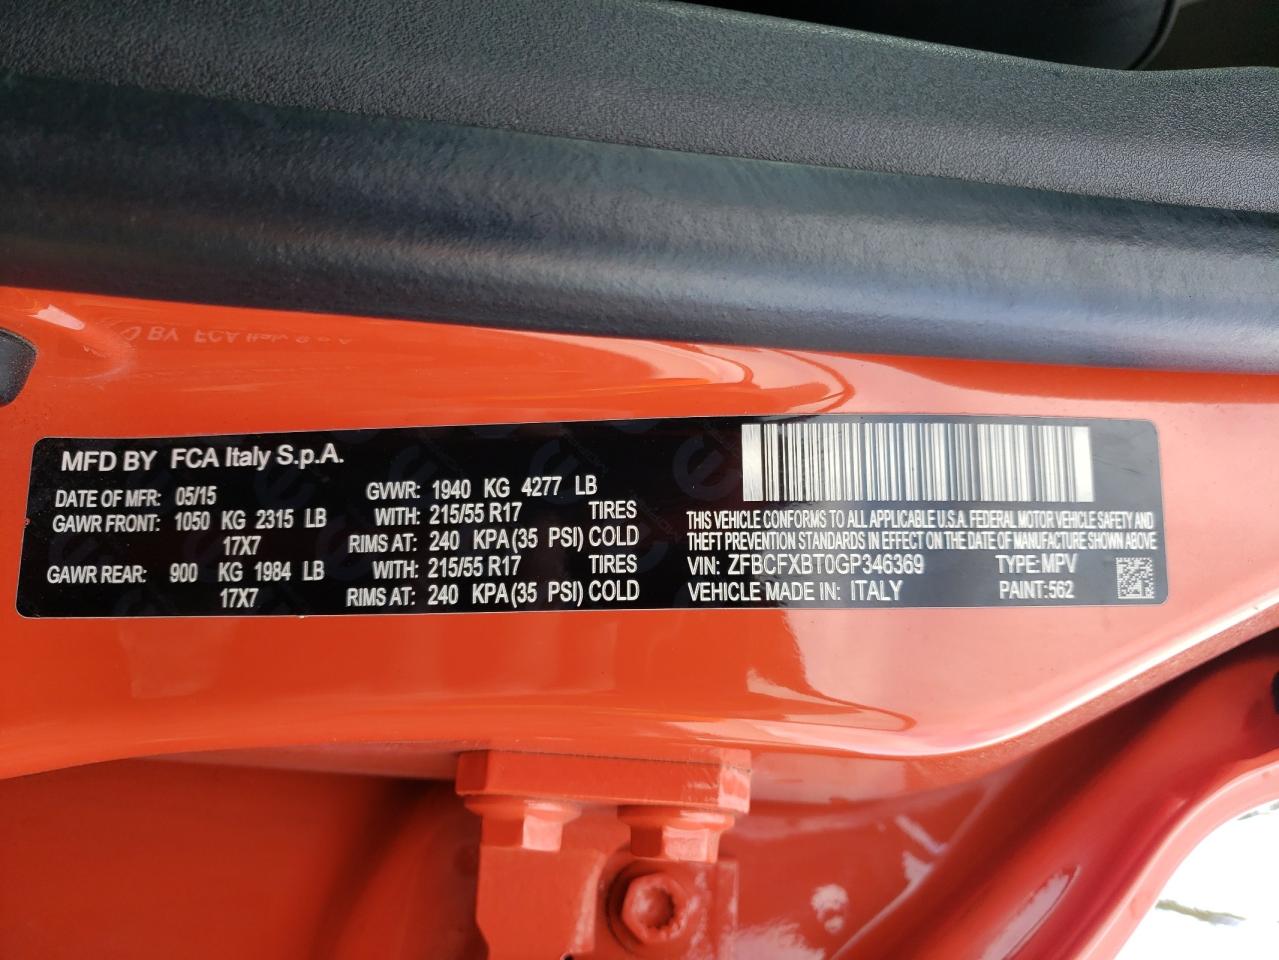 MFD BY FCA Italy S.p.A.
DATE OF MFR: 05/15 GVWR: 1940 KG 4277 LB
GAWR FRONT: 1050 KG 2315 LB WITH: 215/55 R17 TIRES
17X7 RIMS AT: 240 KPA (35 PSI) COLD
GAWR REAR: 900 KG 1984 LB WITH: 215/55 R17 TIRES
17X7 RIMS AT: 240 KPA (35 PSI) COLD
THIS VEHICLE CONFORMS TO ALL APPLICABLE U.S.A. FEDERAL MOTOR VEHICLE SAFETY AND
THEFT PREVENTION STANDARDS IN EFFECT ON THE DATE OF MANUFACTURE SHOWN ABOVE
VIN: ZFBCFXBT0GP346369 TYPE: MPV
VEHICLE MADE IN: ITALY PAINT: 562